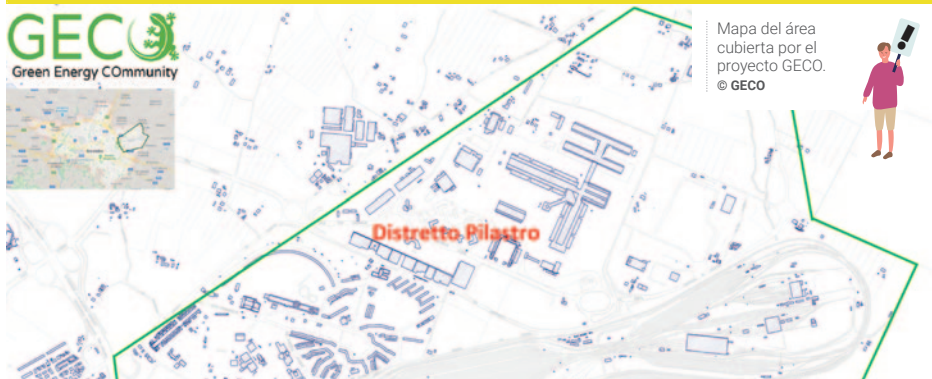 GECO
Green Energy COmmunity
Mapa del área
cubierta por el
proyecto GECO.
© GECO
Distretto Pilastro